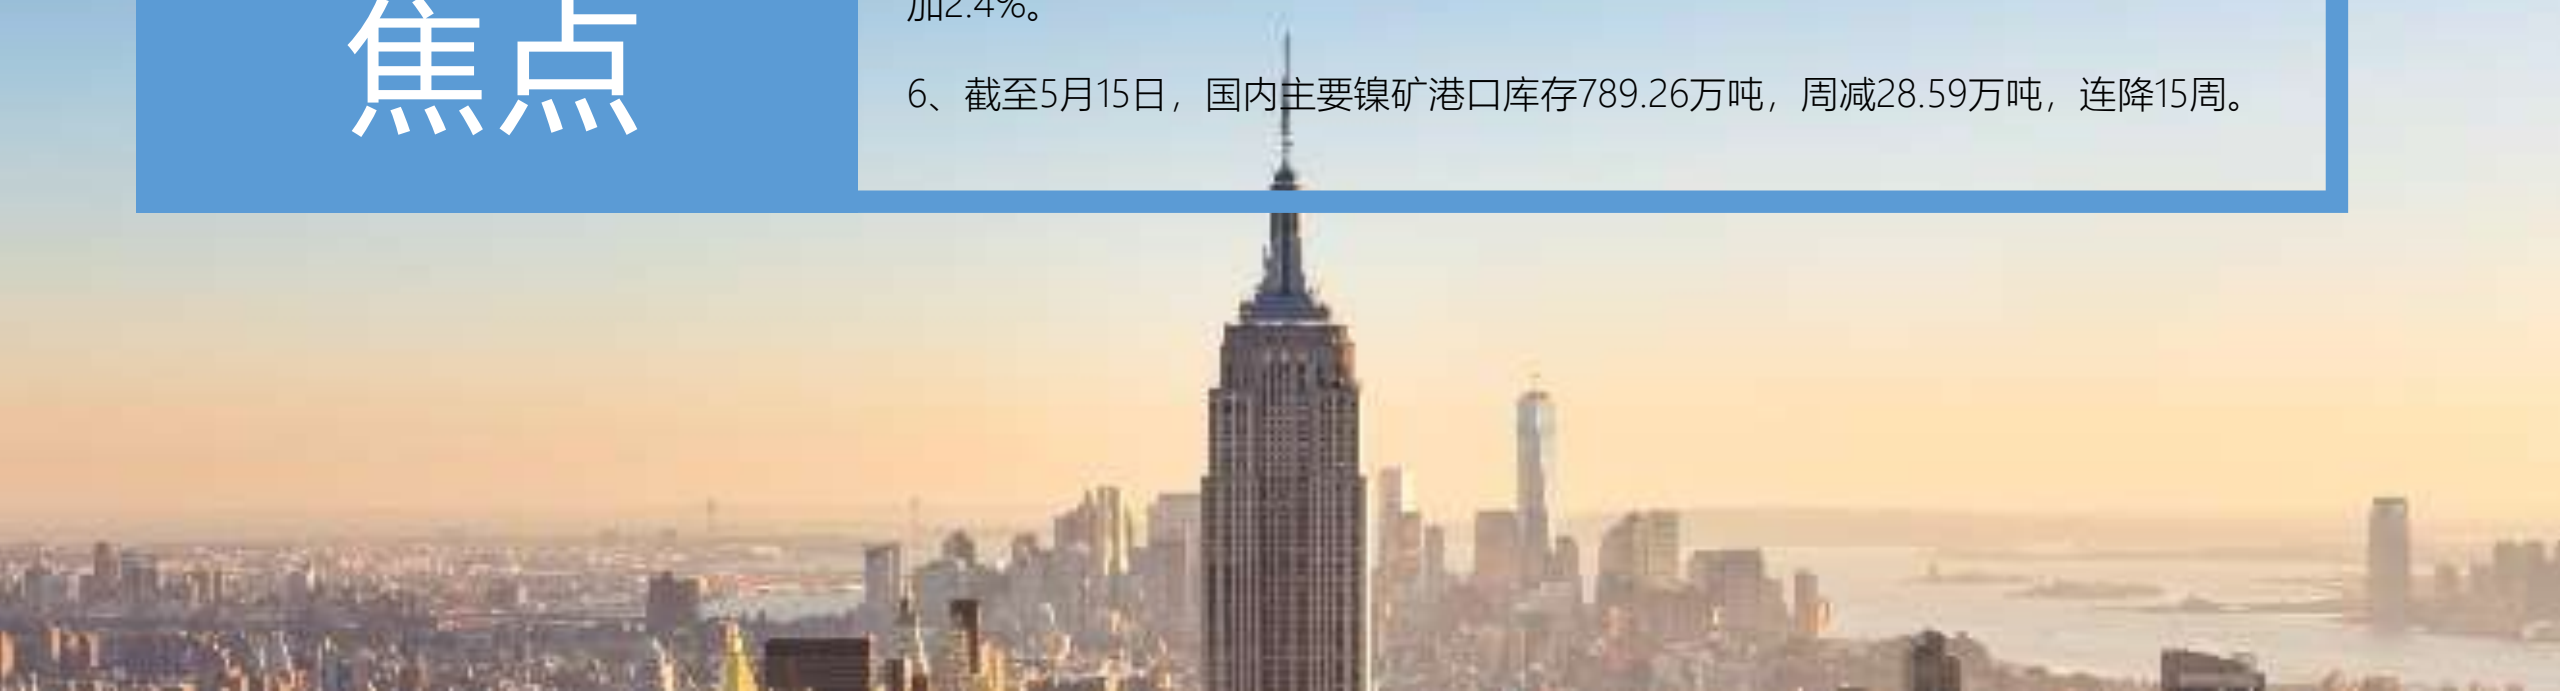 焦点
加2.4%。
6、截至5月15日，国内主要镍矿港口库存789.26万吨，周减28.59万吨，连降15周。